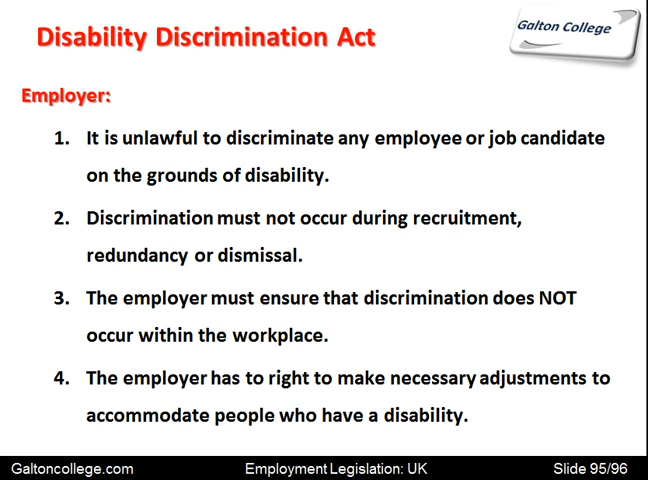 Disability Discrimination Act
Galton College
Employer:
1. It is unlawful to discriminate any employee or job candidate
on the grounds of disability.
2. Discrimination must not occur during recruitment,
redundancy or dismissal.
3. The employer must ensure that discrimination does NOT
occur within the workplace.
4. The employer has to right to make necessary adjustments to
accommodate people who have a disability.
Galtoncollege.com Employment Legislation: UK Slide 95/96